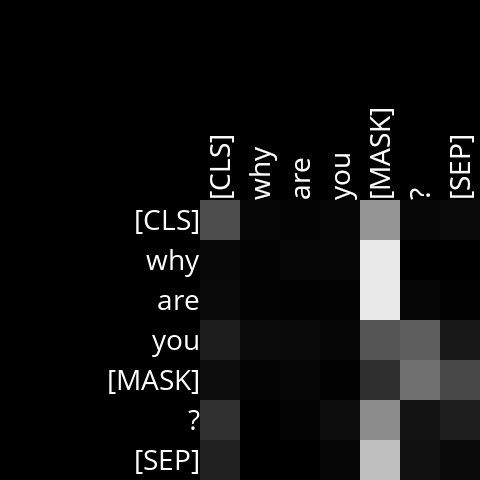 [CLS] why are you [MASK] ? [SEP]
[CLS]
why
are
you
[MASK]
?
[SEP]